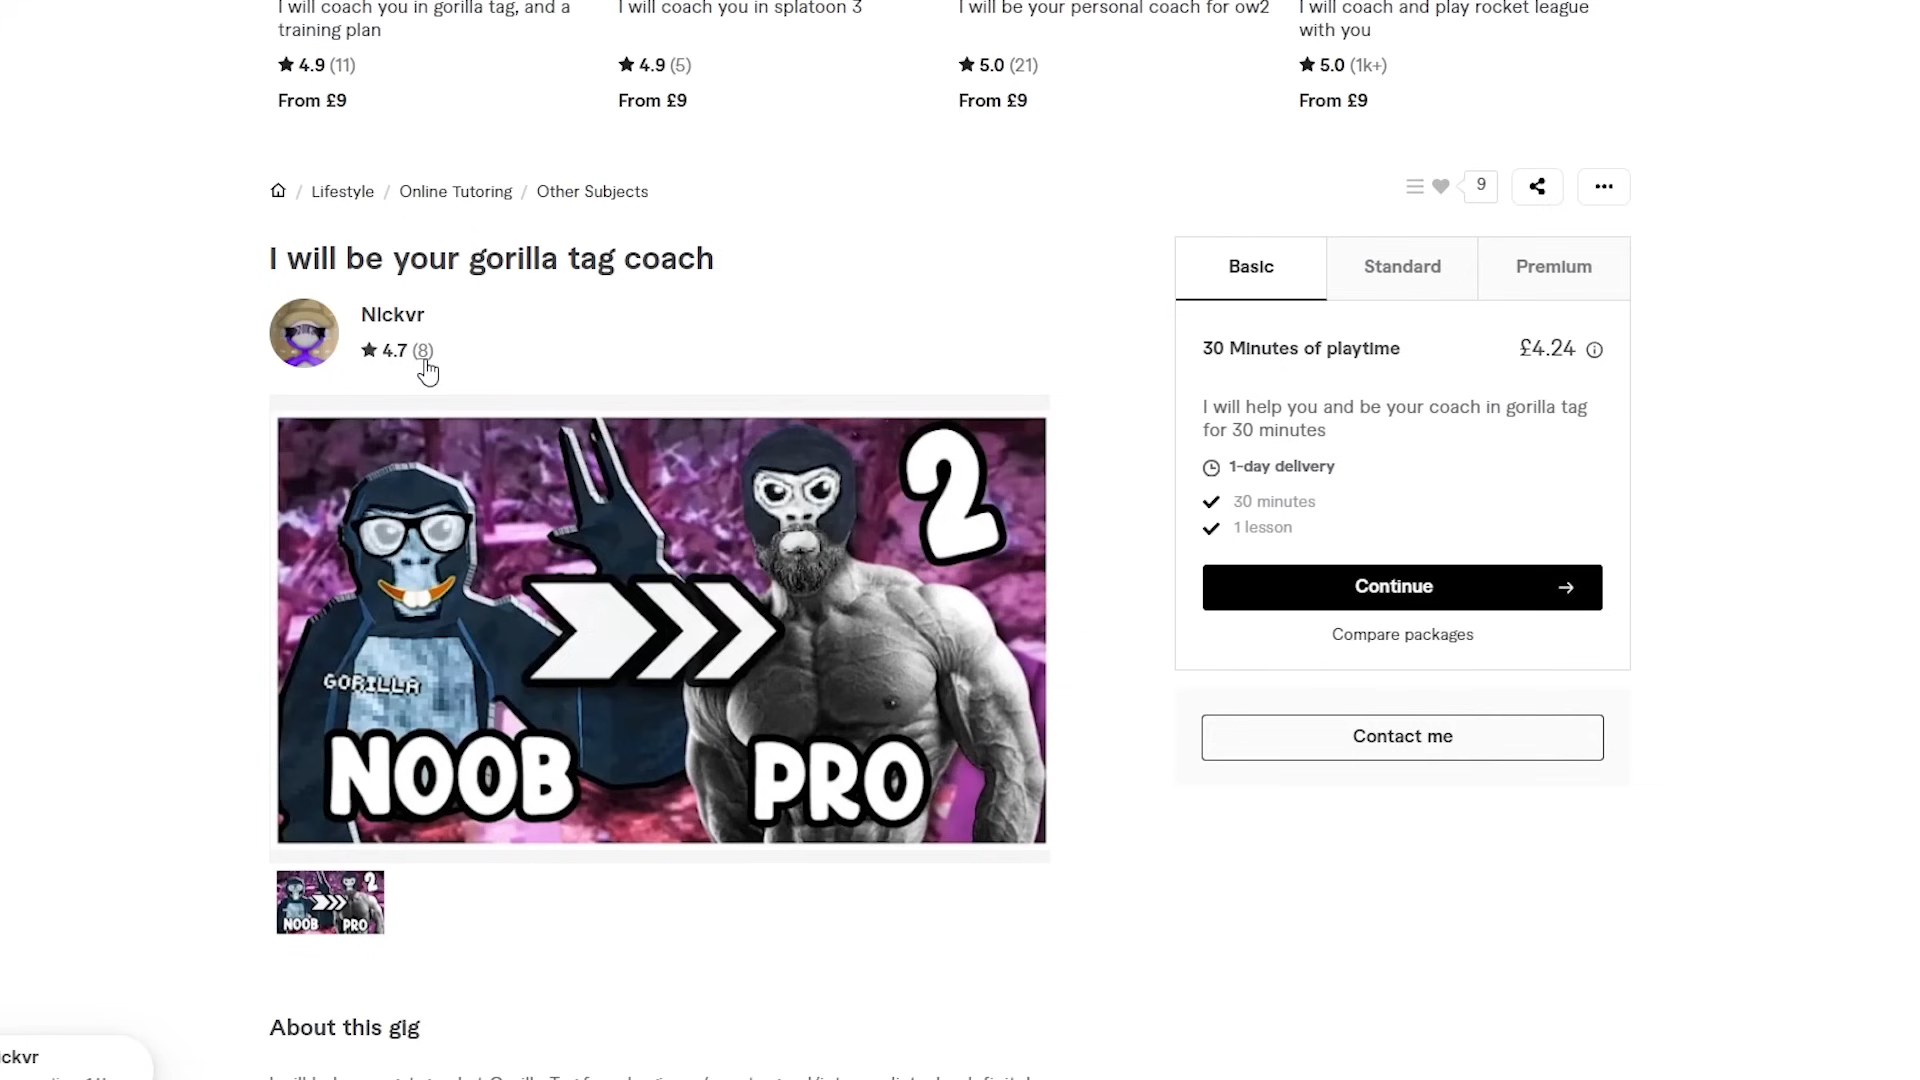 I will coach you in gorilla tag, and a
training plan
4.9 (11)
From £9
I will coach you in splatoon 3
4.9 (5)
From £9
I will be your personal coach for ow2
5.0 (21)
From £9
I will coach and play rocket league
with you
5.0 (1k+)
From £9
/ Lifestyle / Online Tutoring / Other Subjects
9
I will be your gorilla tag coach
Nickvr
4.7 (8)
2
GORILLA
NOOB
PRO
2
NOOB PRO
Basic
Standard
Premium
30 Minutes of playtime £4.24
I will help you and be your coach in gorilla tag
for 30 minutes
1-day delivery
30 minutes
1 lesson
Continue
Compare packages
Contact me
About this gig
ickvr